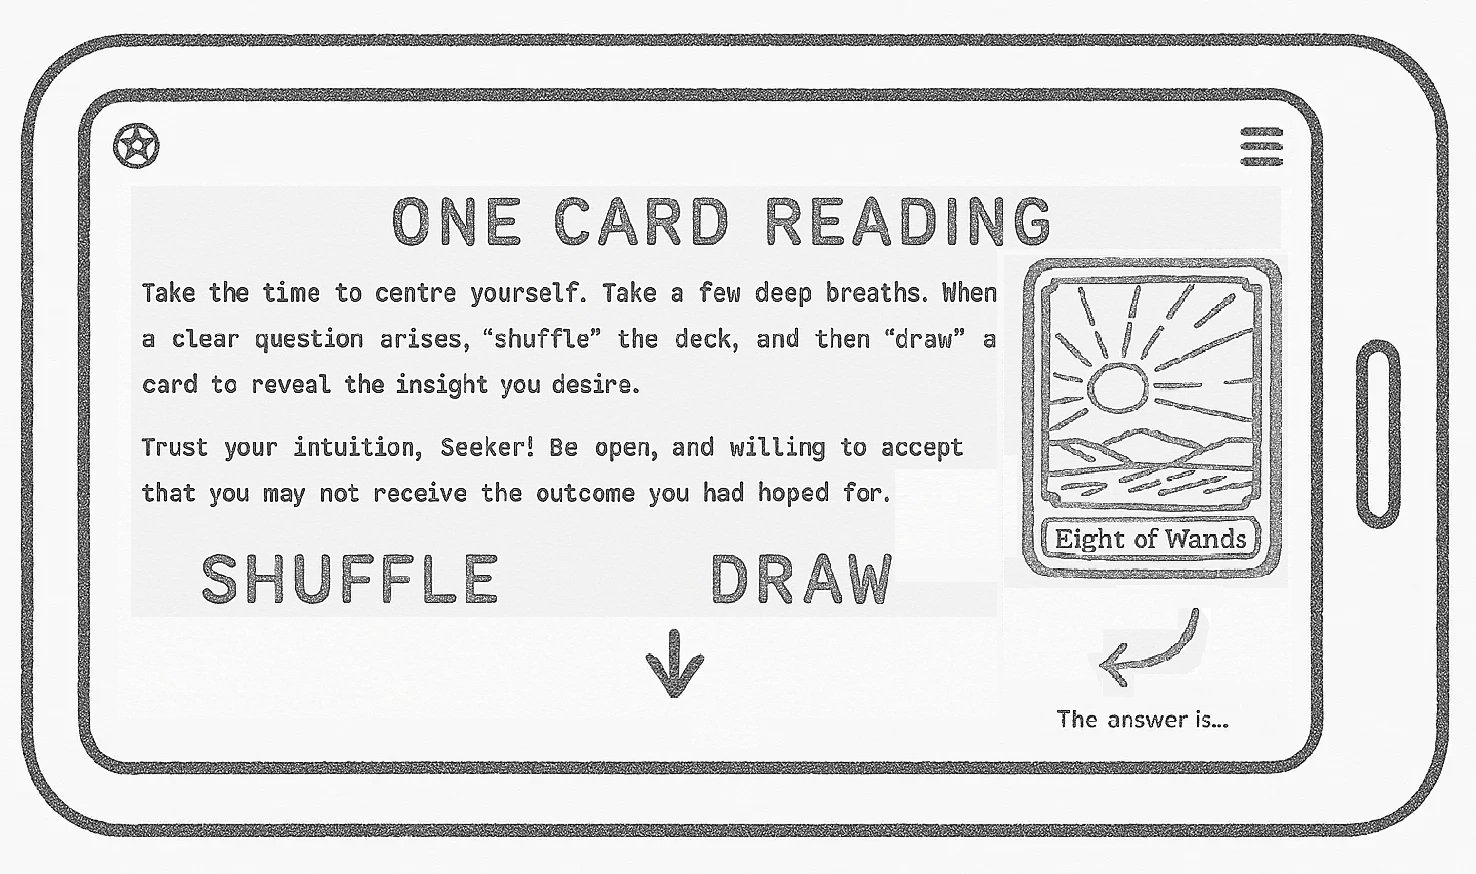 ONE CARD READING
Take the time to centre yourself. Take a few deep breaths. When
a clear question arises, “shuffle” the deck, and then “draw” a
card to reveal the insight you desire.
Trust your intuition, Seeker! Be open, and willing to accept
that you may not receive the outcome you had hoped for.
SHUFFLE DRAW
Eight of Wands
The answer is...